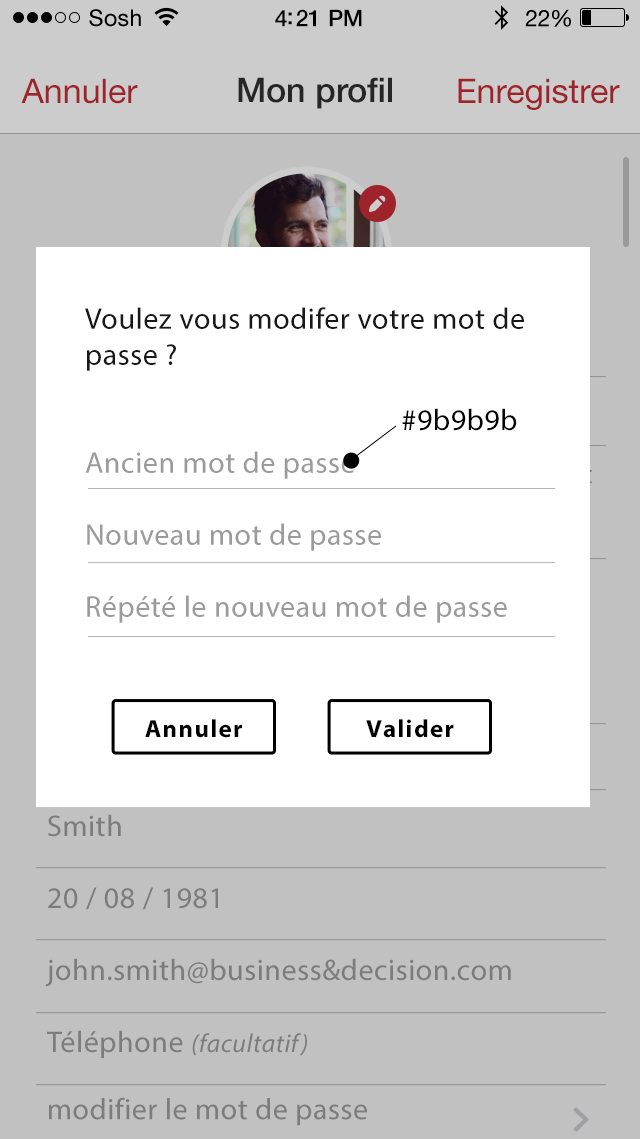 Sosh 4:21 PM 22%
Annuler Mon profil Enregistrer
Voulez vous modifer votre mot de
passe ?
#9b9b9b
Ancien mot de passe
Nouveau mot de passe
Répété le nouveau mot de passe
Annuler Valider
Smith
20 / 08 / 1981
john.smith@business&decision.com
Téléphone (facultatif)
modifier le mot de passe